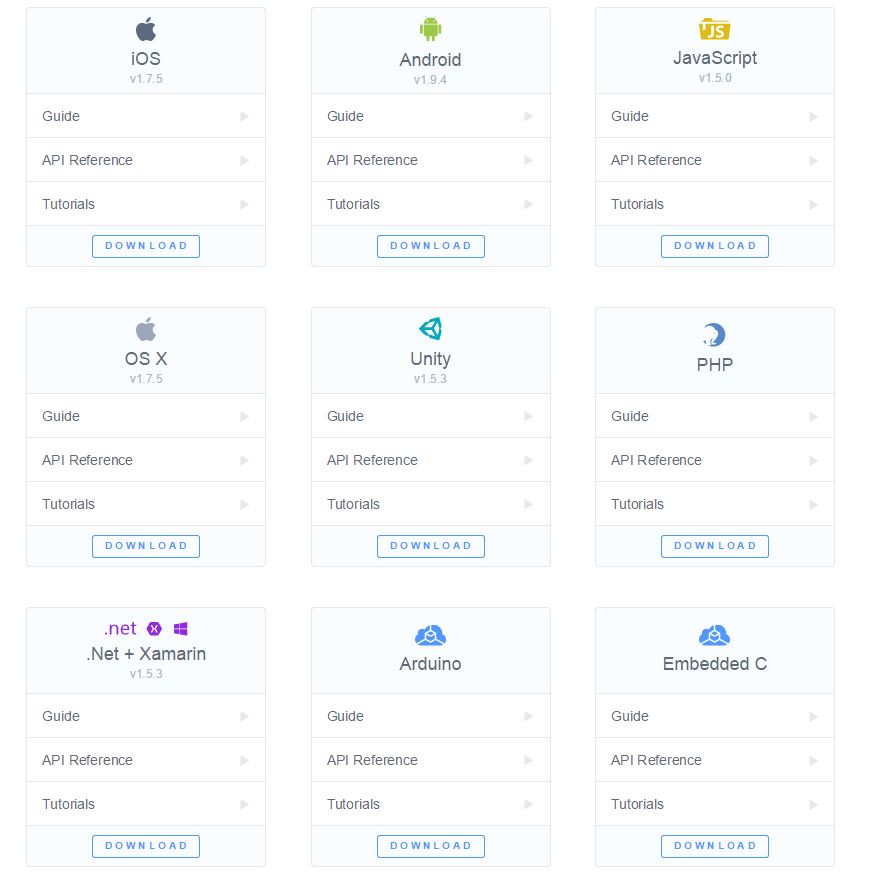 iOS
v1.7.5
Guide
API Reference
Tutorials
DOWNLOAD
Android
v1.9.4
Guide
API Reference
Tutorials
DOWNLOAD
JS
JavaScript
v1.5.0
Guide
API Reference
Tutorials
DOWNLOAD
OS X
v1.7.5
Guide
API Reference
Tutorials
DOWNLOAD
Unity
v1.5.3
Guide
API Reference
Tutorials
DOWNLOAD
PHP
Guide
API Reference
Tutorials
DOWNLOAD
.net
.Net + Xamarin
v1.5.3
Guide
API Reference
Tutorials
DOWNLOAD
Arduino
Guide
API Reference
Tutorials
DOWNLOAD
Embedded C
Guide
API Reference
Tutorials
DOWNLOAD